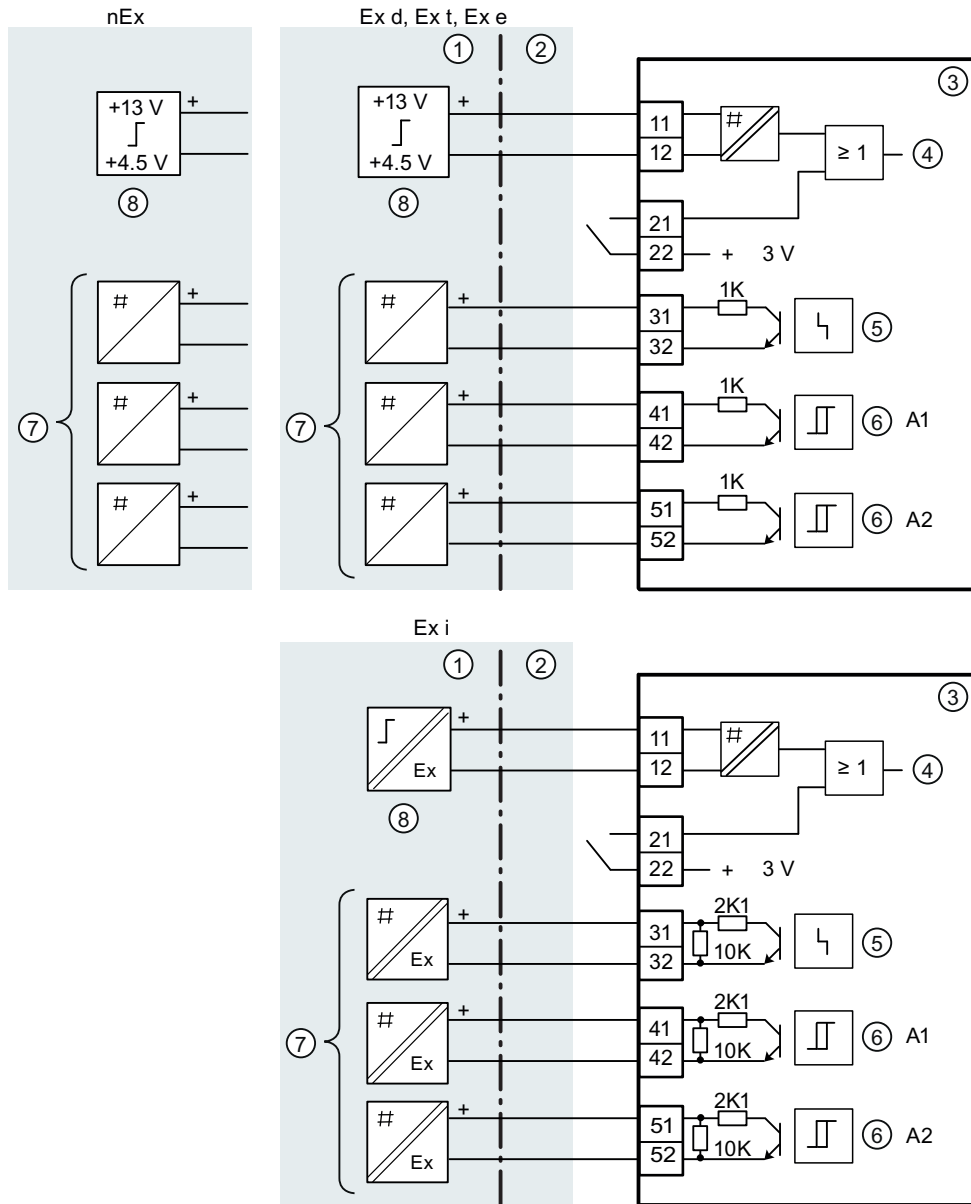 nEx
Ex d, Ex t, Ex e
1
2
3
+13 V
+4.5 V
+
8
+13 V
+4.5 V
+
8
11
12
#
≥ 1
4
21
22
+ 3 V
7
#
+
#
+
#
+
7
#
+
#
+
#
+
31
32
1K
5
41
42
1K
6 A1
51
52
1K
6 A2
Ex i
1
2
3
Ex
+
8
11
12
#
≥ 1
4
21
22
+ 3 V
7
#
Ex
+
#
Ex
+
#
Ex
+
31
32
2K1
10K
5
41
42
2K1
10K
6 A1
51
52
2K1
10K
6 A2